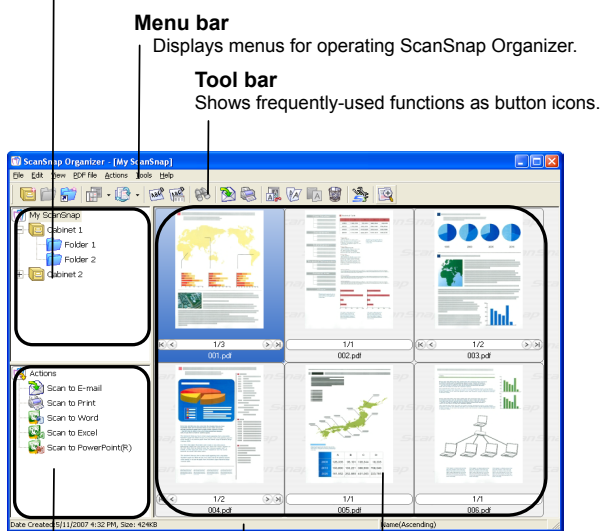 Menu bar
Displays menus for operating ScanSnap Organizer.
Tool bar
Shows frequently-used functions as button icons.
ScanSnap Organizer - [My ScanSnap]
File Edit View PDF file Actions Tools Help
My ScanSnap
Cabinet 1
Folder 1
Folder 2
Cabinet 2
1/3
001.pdf
1/1
002.pdf
1/2
003.pdf
Actions
Scan to E-mail
Scan to Print
Scan to Word
Scan to Excel
Scan to PowerPoint(R)
1/2
004.pdf
1/1
005.pdf
1/1
006.pdf
Date Created:5/11/2007 4:32 PM, Size: 424KB
Name(Ascending)